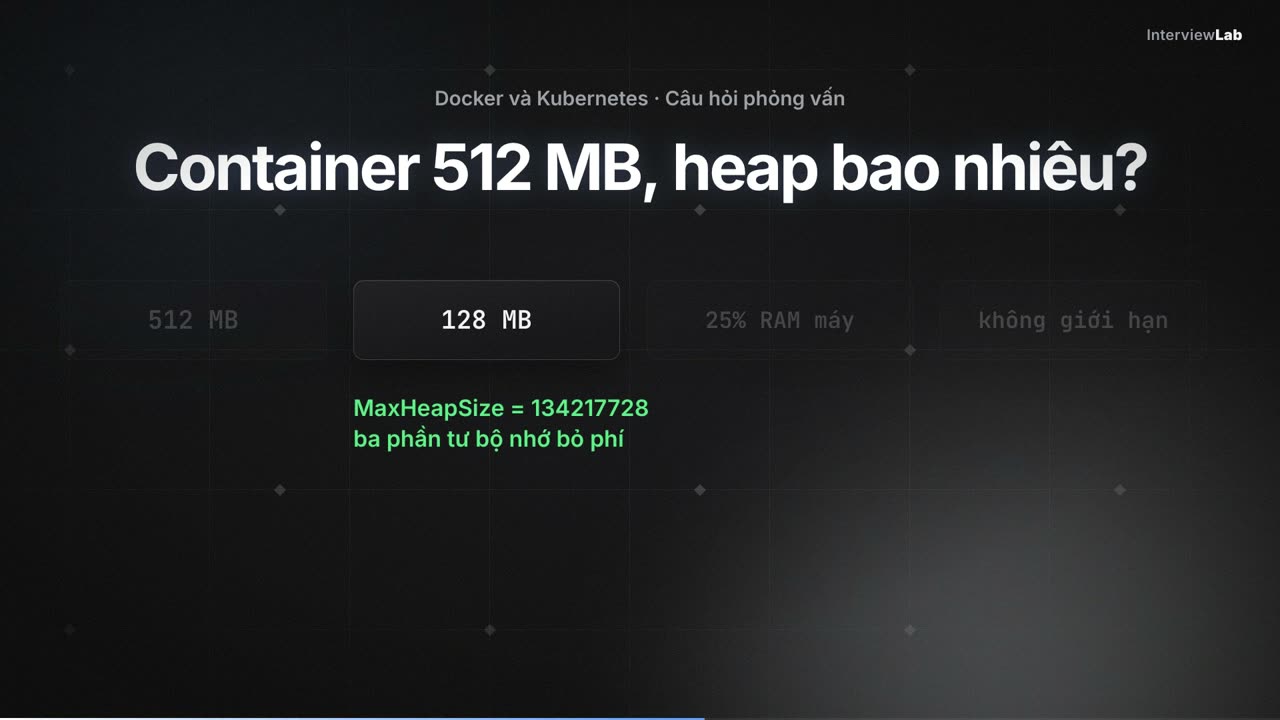 InterviewLab
Docker và Kubernetes · Câu hỏi phỏng vấn
Container 512 MB, heap bao nhiêu?
512 MB
128 MB
25% RAM máy
không giới hạn
MaxHeapSize = 134217728
ba phần tư bộ nhớ bỏ phí